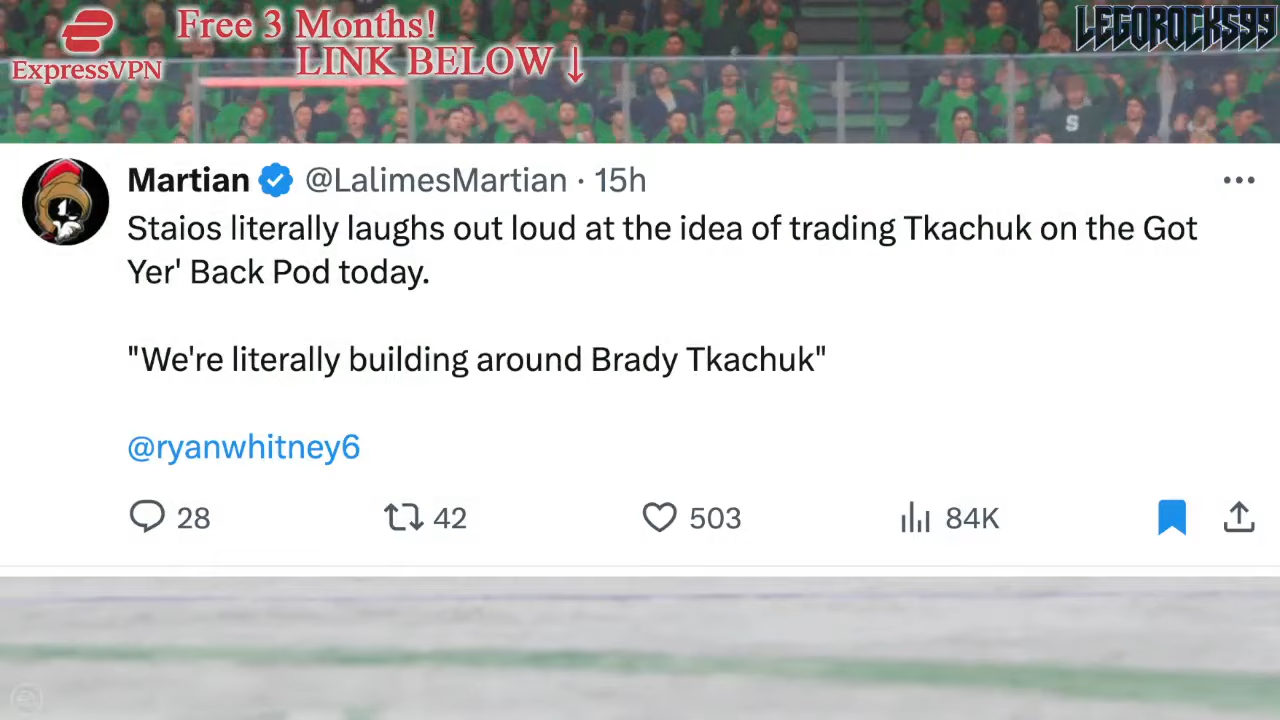 Free 3 Months!
LINK BELOW ↓
ExpressVPN
LEGOROCKS99
S
Martian @LalimesMartian · 15h
Staios literally laughs out loud at the idea of trading Tkachuk on the Got
Yer' Back Pod today.
"We're literally building around Brady Tkachuk"
@ryanwhitney6
28 42 503 84K